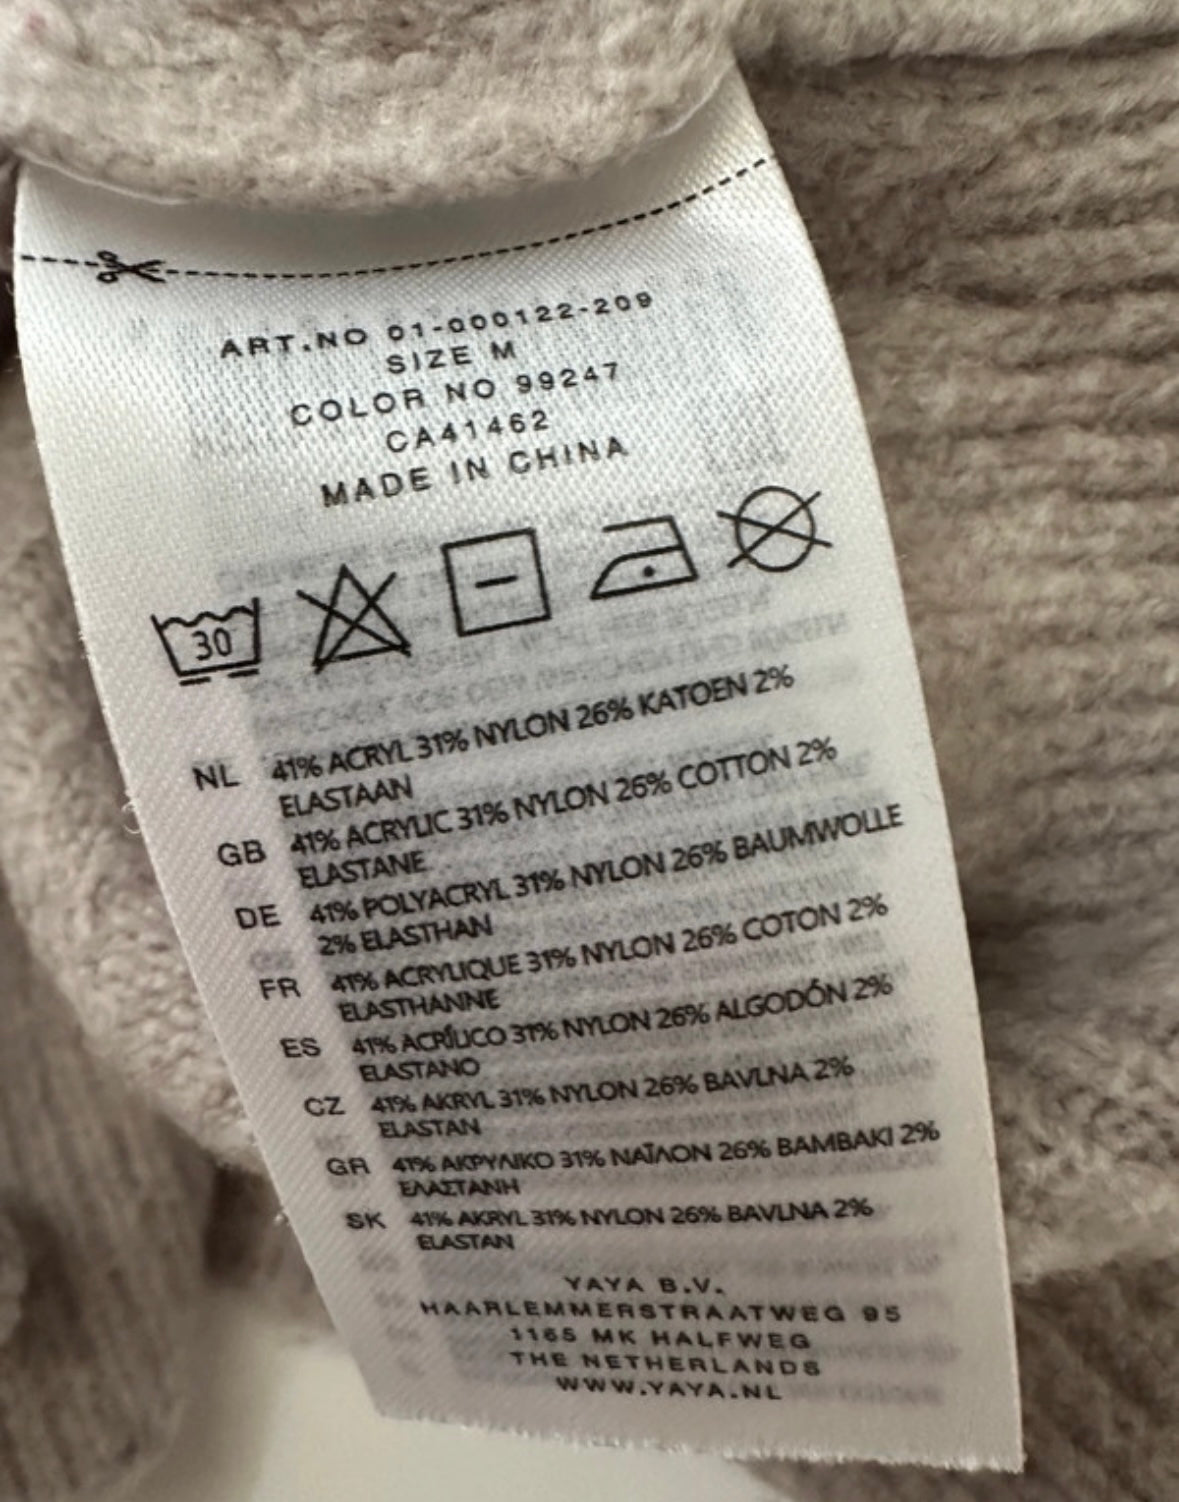 ART.NO 01-000122-209
SIZE M
COLOR NO 99247
CA41462
MADE IN CHINA
30
NL 41% ACRYL 31% NYLON 26% KATOEN 2%
ELASTAAN
GB 41% ACRYLIC 31% NYLON 26% COTTON 2%
ELASTANE
DE 41% POLYACRYL 31% NYLON 26% BAUMWOLLE
2% ELASTHAN
FR 41% ACRYLIQUE 31% NYLON 26% COTON 2%
ELASTHANNE
ES 41% ACRÍLICO 31% NYLON 26% ALGODÓN 2%
ELASTANO
CZ 41% AKRYL 31% NYLON 26% BAVLNA 2%
ELASTAN
GR 41% ΑΚΡΥΛΙΚΟ 31% ΝΑΪΛΟΝ 26% ΒΑΜΒΑΚΙ 2%
ΕΛΑΣΤΑΝΗ
SK 41% AKRYL 31% NYLON 26% BAVLNA 2%
ELASTAN
YAYA B.V.
HAARLEMMERSTRAATWEG 95
1165 MK HALFWEG
THE NETHERLANDS
WWW.YAYA.NL